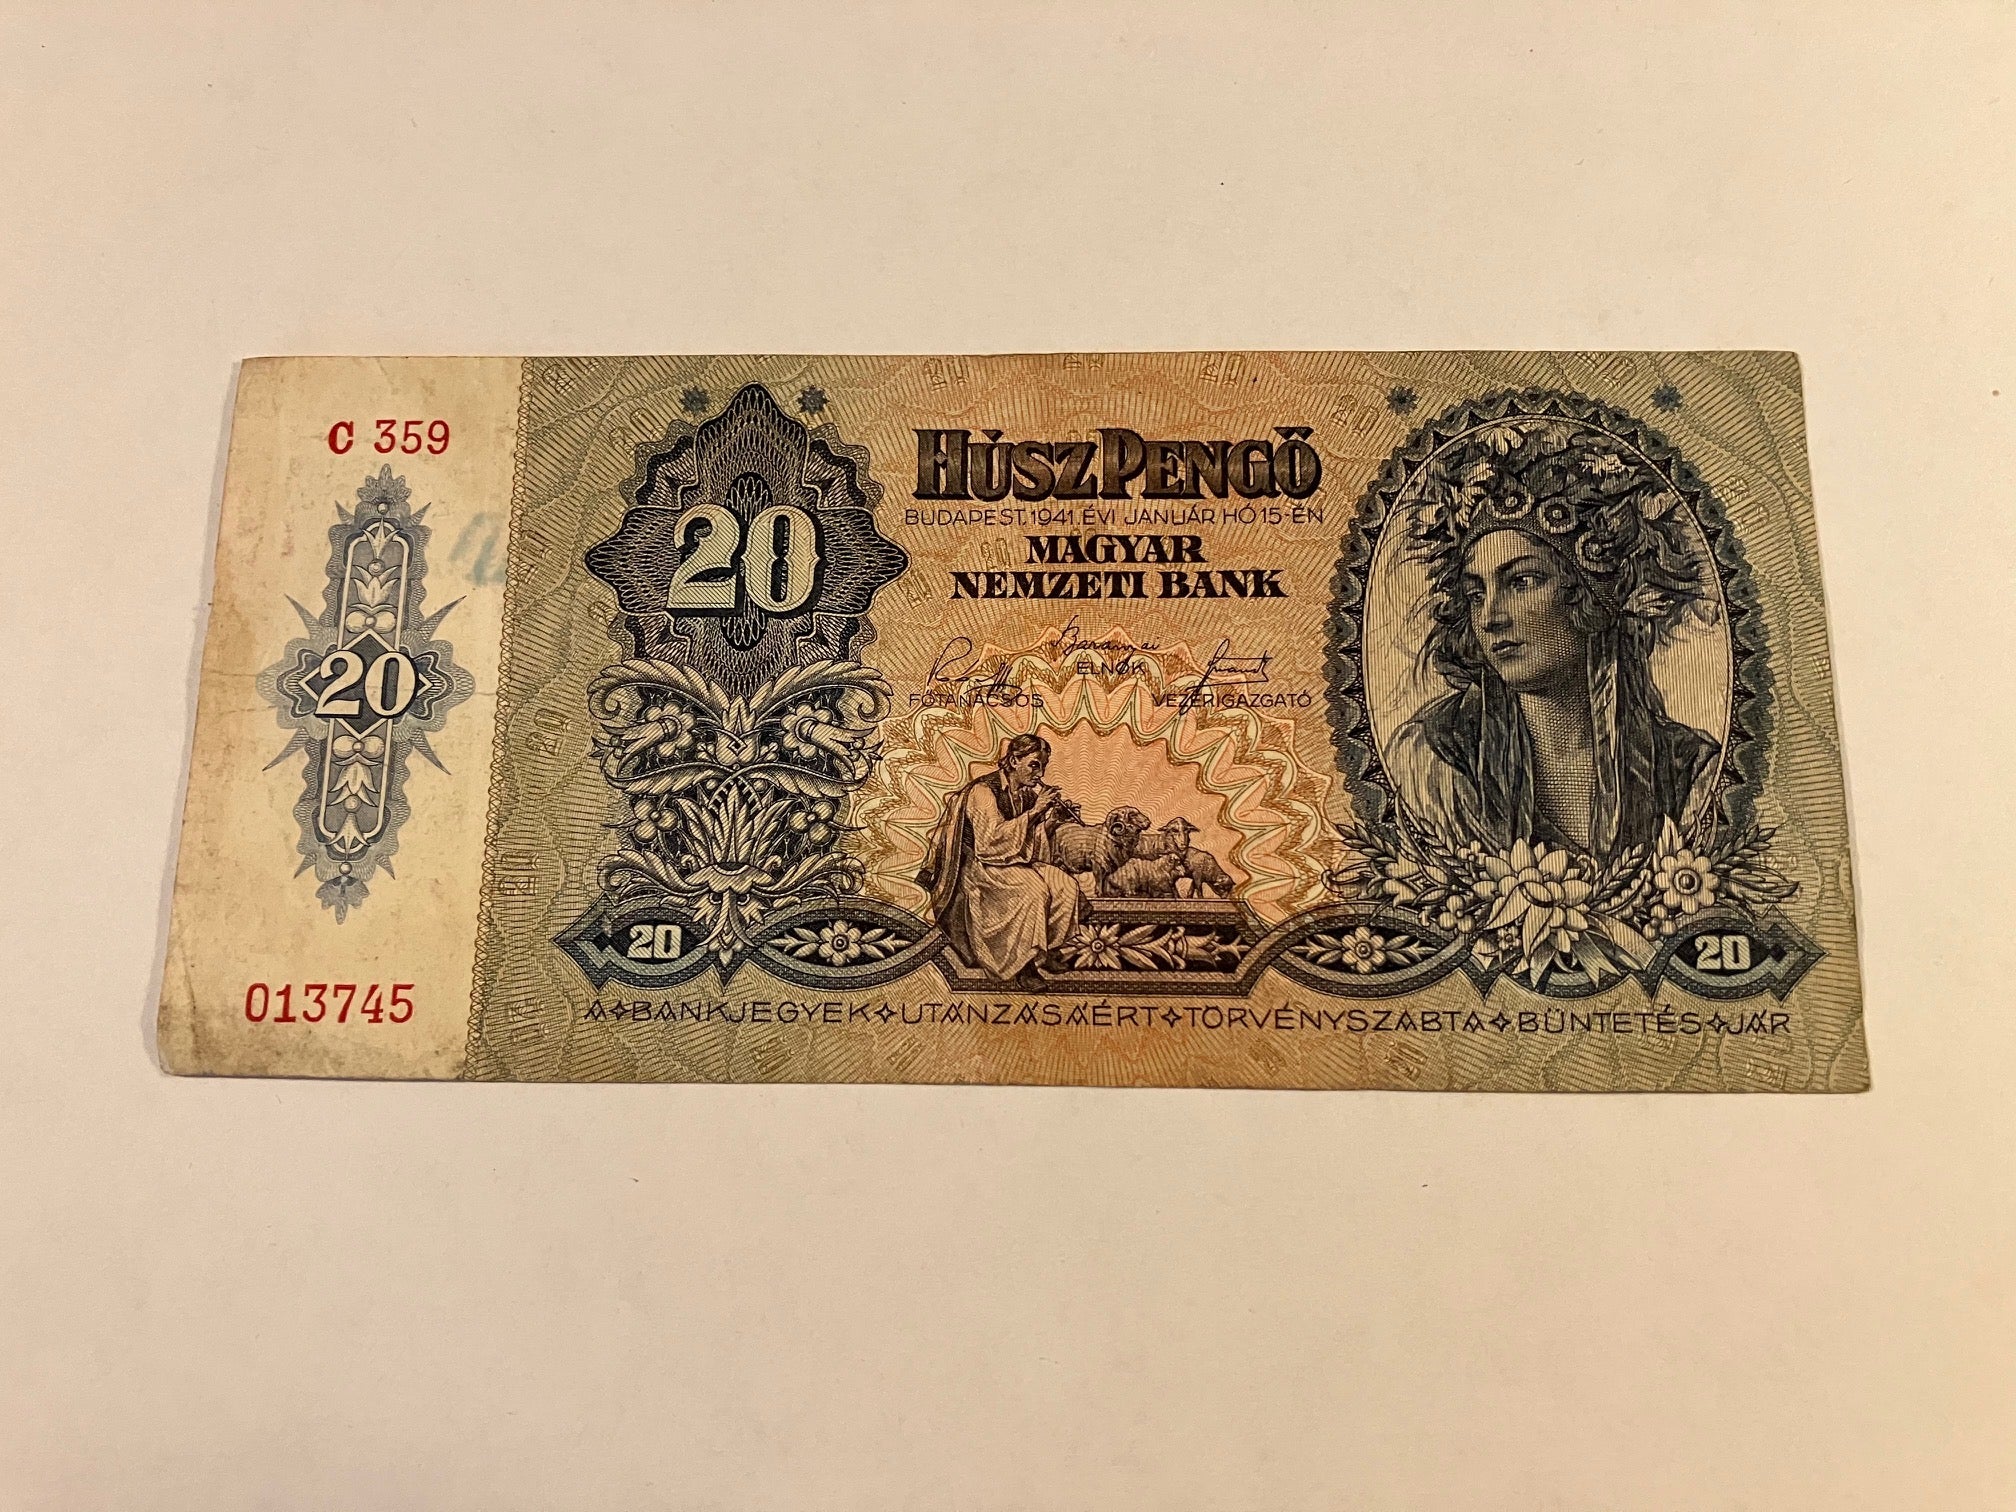 C 359
20
013745
20
HÚSZ PENGŐ
BUDAPEST, 1941. ÉVI JANUÁR HÓ 15-ÉN
MAGYAR
NEMZETI BANK
ELNÖK
FŐTANÁCSOS VEZÉRIGAZGATÓ
20 20
A BANKJEGYEK UTÁNZÁSÁÉRT TÖRVÉNYSZABTA BÜNTETÉS JÁR